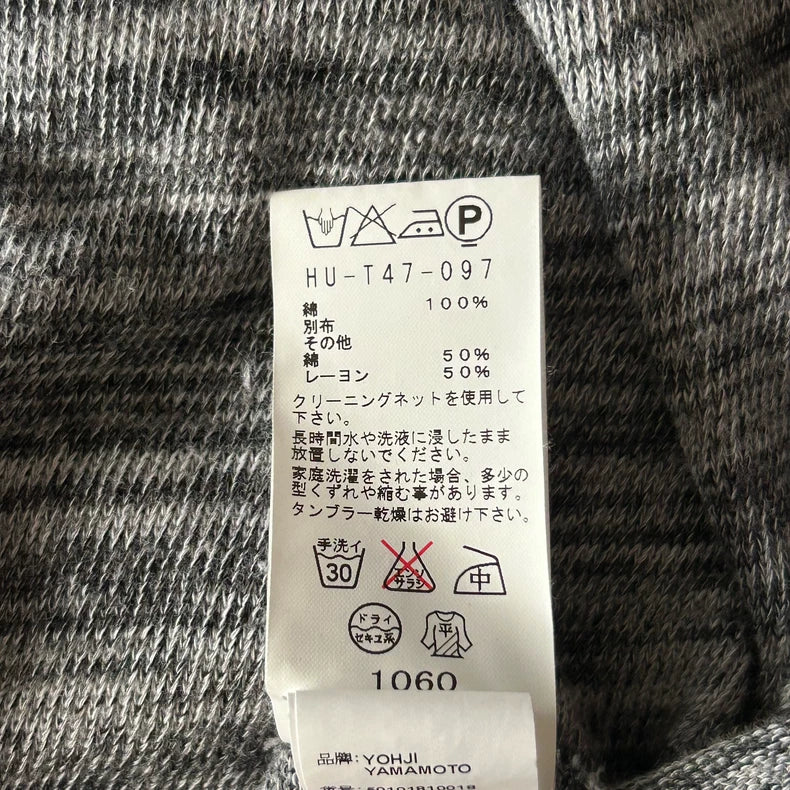 P
HU-T47-097
綿 100%
別布
その他
綿 50%
レーヨン 50%
クリーニングネットを使用して
下さい。
長時間水や洗液に浸したまま
放置しないでください。
家庭洗濯をされた場合、多少の
型くずれや縮む事があります。
タンブラー乾燥はお避け下さい。
手洗イ
30
エンソ
サラシ
中
ドライ
セキユ系
平
1060
品牌: YOHJI
YAMAMOTO